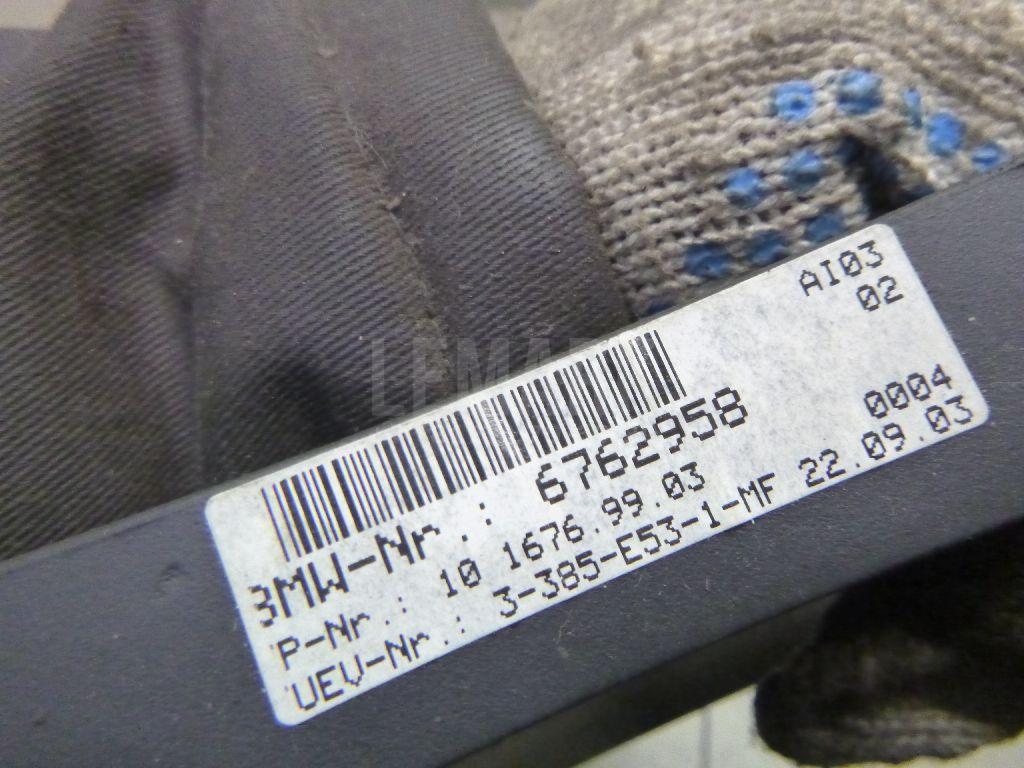 AI03
02
BMW-Nr.: 6762958
P-Nr.: 10 1676.99.03 0004
UEV-Nr.: 3-385-E53-1-MF 22.09.03